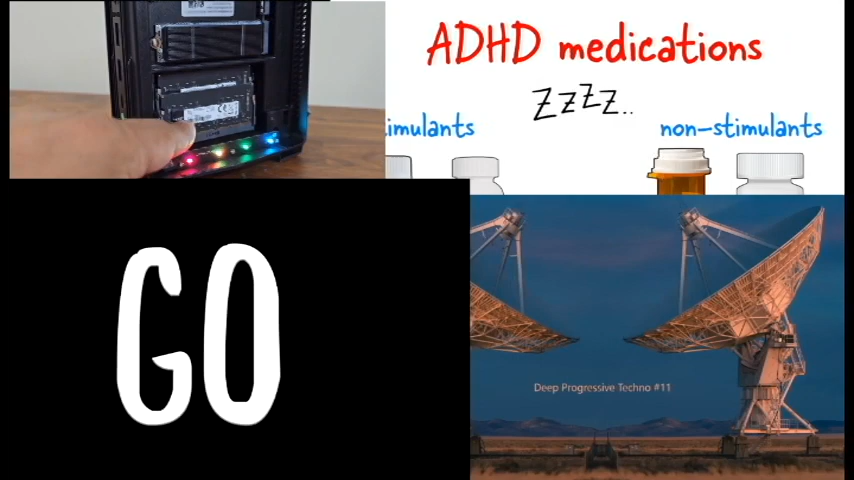 ADHD medications
zzzz..
imulants
non-stimulants
GO
Deep Progressive Techno #11